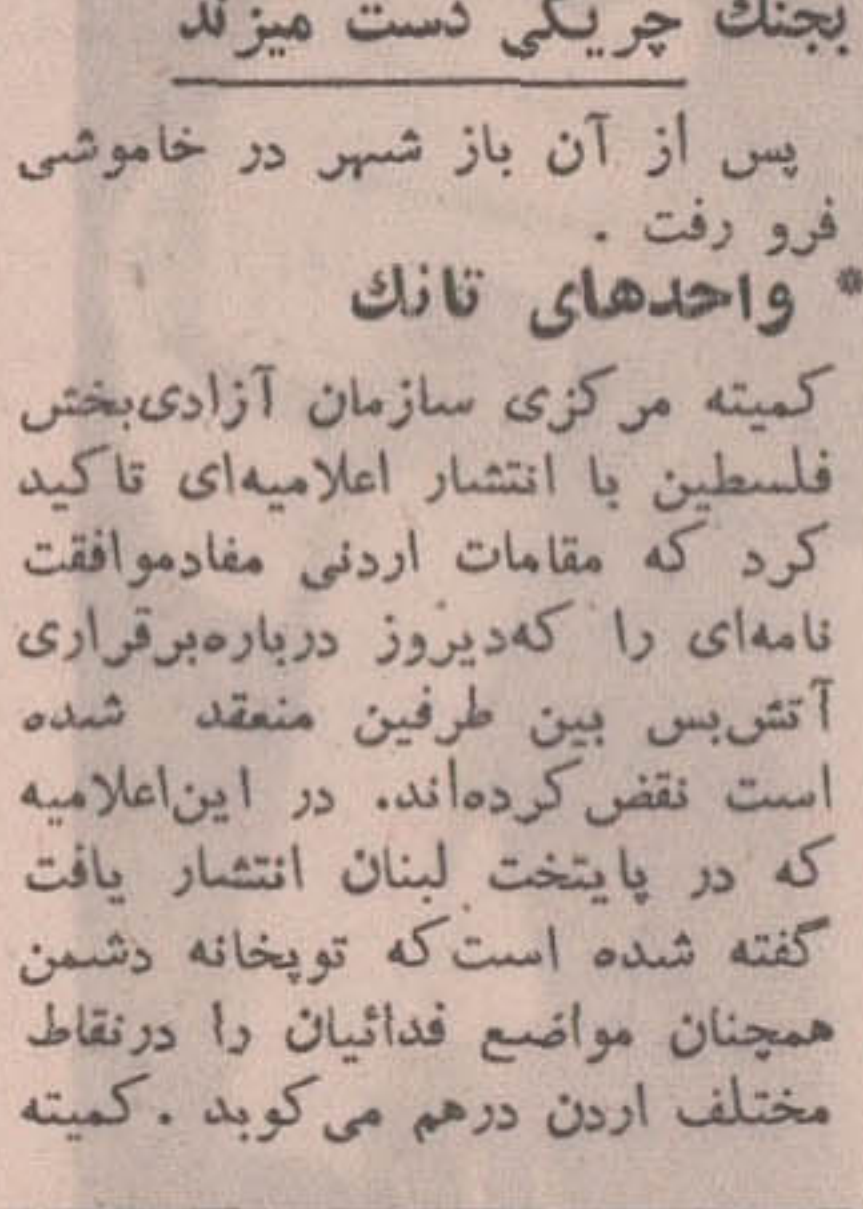 بجنك چریکی دست میزند
پس از آن باز شهر در خاموشی
فرو رفت .
* واحدهای تانك
کمیته مرکزی سازمان آزادی‌بخش
فلسطین با انتشار اعلامیه‌ای تاکید
کرد که مقامات اردنی مفادموافقت
نامه‌ای را که‌دیروز درباره‌برقراری
آتش‌بس بین طرفین منعقد شده
است نقض‌کرده‌اند. در این‌اعلامیه
که در پایتخت لبنان انتشار یافت
گفته شده است‌که توپخانه دشمن
همچنان مواضع فدائیان را درنقاط
مختلف اردن درهم می‌کوبد . کمیته